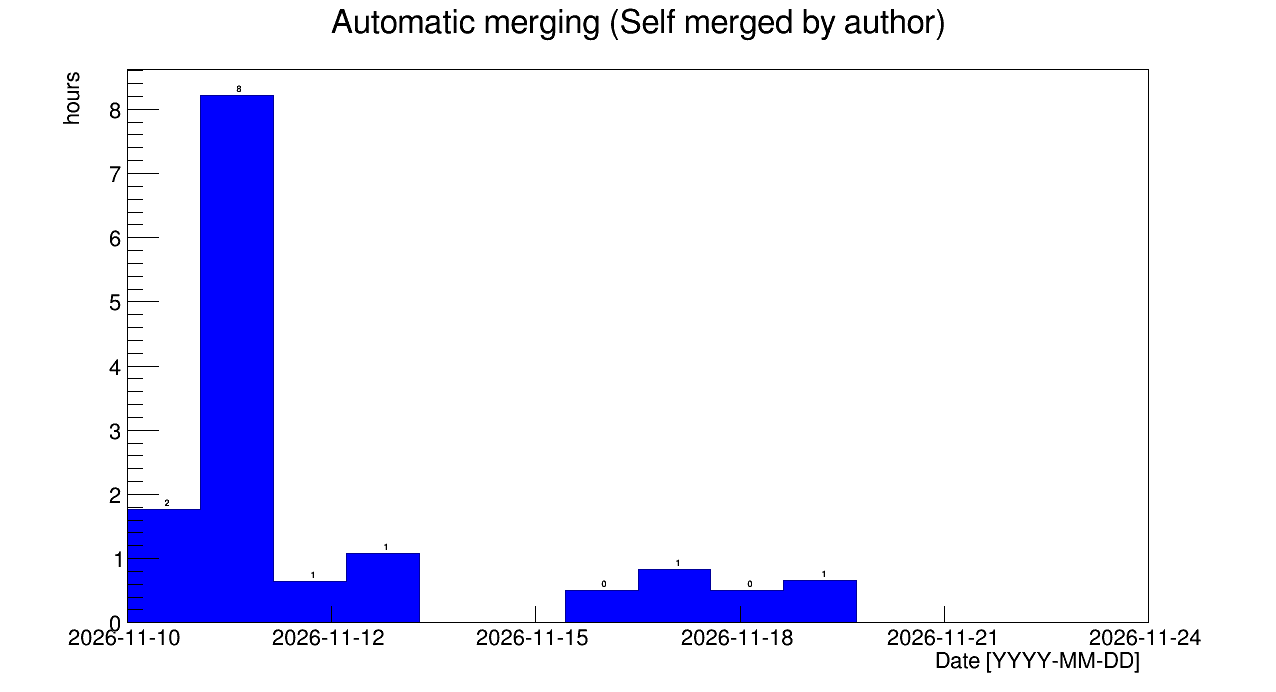 Automatic merging (Self merged by author)
hours
8
7
6
5
4
3
2
1
0
2 8 1 1 0 1 0 1
2026-11-10 2026-11-12 2026-11-15 2026-11-18 2026-11-21 2026-11-24
Date [YYYY-MM-DD]